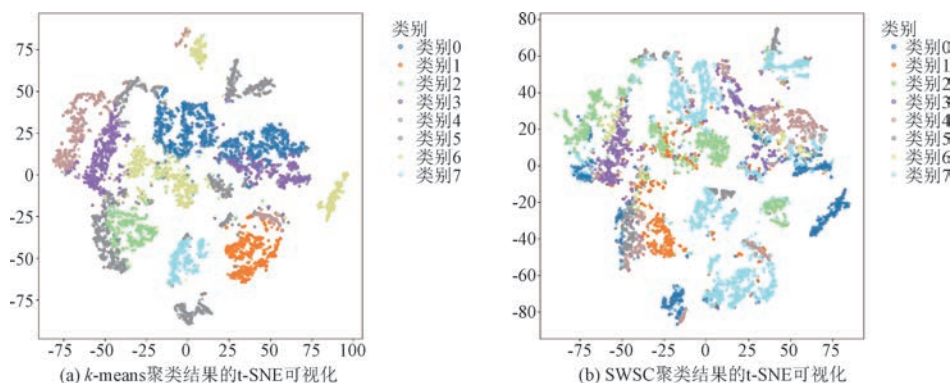 类别
类别0
类别1
类别2
类别3
类别4
类别5
类别6
类别7
75
50
25
0
-25
-50
-75
-75 -50 -25 0 25 50 75 100
(a) k-means聚类结果的t-SNE可视化
类别
类别0
类别1
类别2
类别3
类别4
类别5
类别6
类别7
80
60
40
20
0
-20
-40
-60
-80
-75 -50 -25 0 25 50 75
(b) SWSC聚类结果的t-SNE可视化